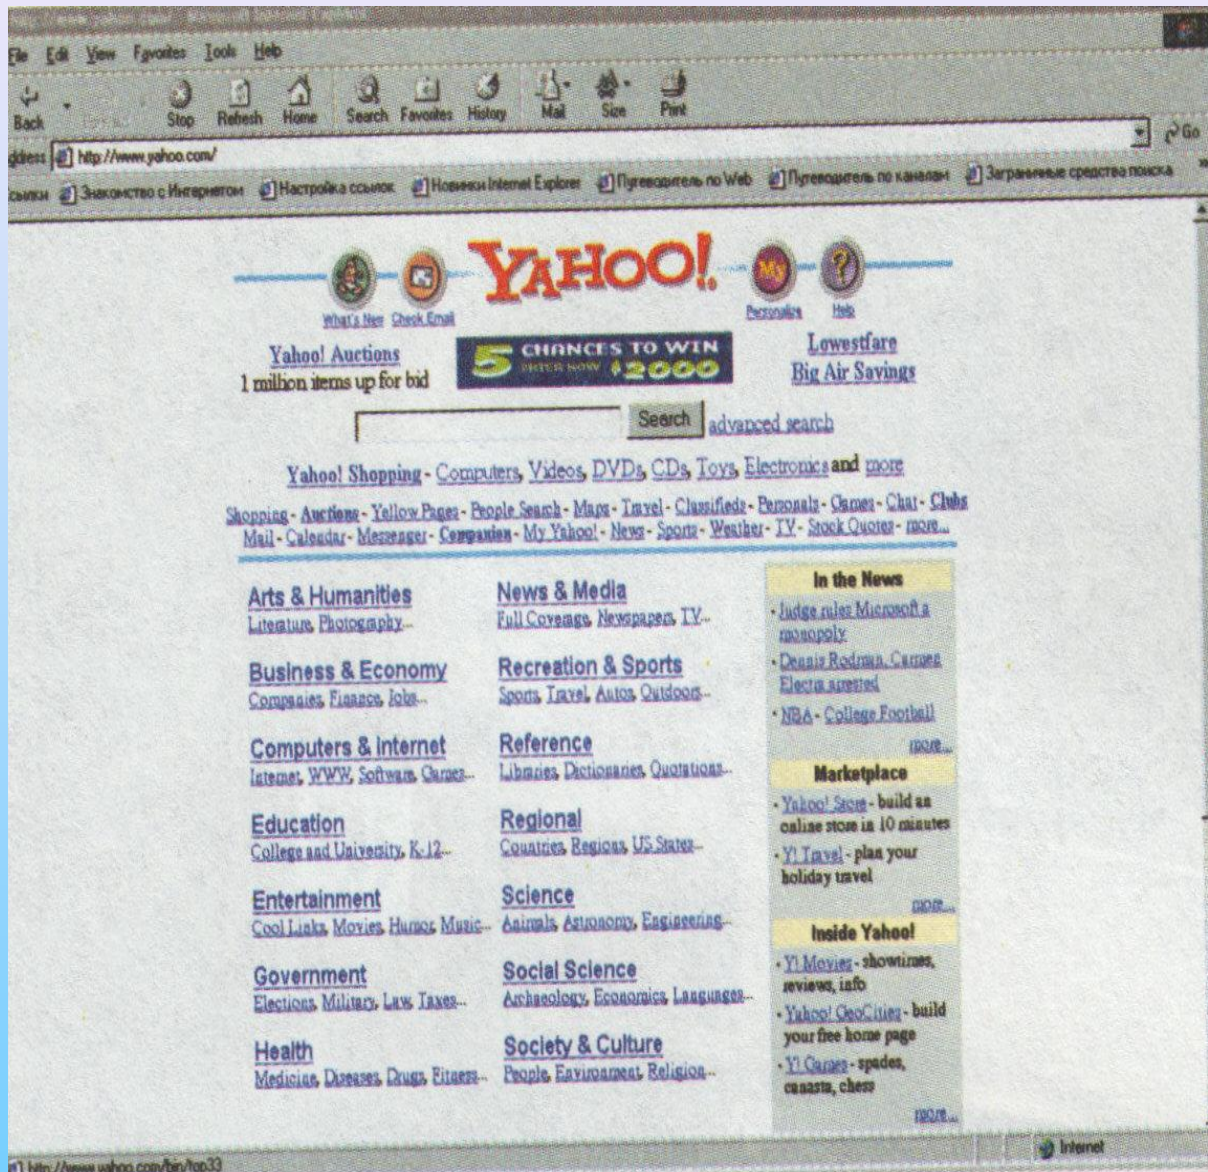 File Edit View Favorites Tools Help
Back Stop Refresh Home Search Favorites History Mail Size Print
http://www.yahoo.com/ Go
Знакомство с Интернетом Настройка ссылок Новинки Internet Explorer Путеводитель по Web Путеводитель по каналам Заграничные средства поиска
YAHOO!
My ?
What's New Check Email Personalize Help
Yahoo! Auctions
1 million items up for bid
5 CHANCES TO WIN
ENTER NOW $2000
Lowestfare
Big Air Savings
Search advanced search
Yahoo! Shopping - Computers, Videos, DVDs, CDs, Toys, Electronics and more
Shopping - Auctions - Yellow Pages - People Search - Maps - Travel - Classifieds - Personals - Games - Chat - Clubs
Mail - Calendar - Messenger - Companion - My Yahoo! - News - Sports - Weather - TV - Stock Quotes - more...
Arts & Humanities
Literature, Photography...
Business & Economy
Companies, Finance, Jobs...
Computers & Internet
Internet, WWW, Software, Games...
Education
College and University, K-12...
Entertainment
Cool Links, Movies, Humor, Music...
Government
Elections, Military, Law, Taxes...
Health
Medicine, Diseases, Drugs, Fitness...
News & Media
Full Coverage, Newspapers, TV...
Recreation & Sports
Sports, Travel, Autos, Outdoors...
Reference
Libraries, Dictionaries, Quotations...
Regional
Countries, Regions, US States...
Science
Animals, Astronomy, Engineering...
Social Science
Archaeology, Economics, Languages...
Society & Culture
People, Environment, Religion...
In the News
· Judge rules Microsoft a
monopoly
· Dennis Rodman, Carmen
Electra arrested
· NBA - College Football
more...
Marketplace
· Yahoo! Store - build an
online store in 10 minutes
· Y! Travel - plan your
holiday travel
more...
Inside Yahoo!
· Y! Movies - showtimes,
reviews, info
· Yahoo! GeoCities - build
your free home page
· Y! Games - spades,
canasta, chess
more...
http://www.yahoo.com/bin/top33 Internet